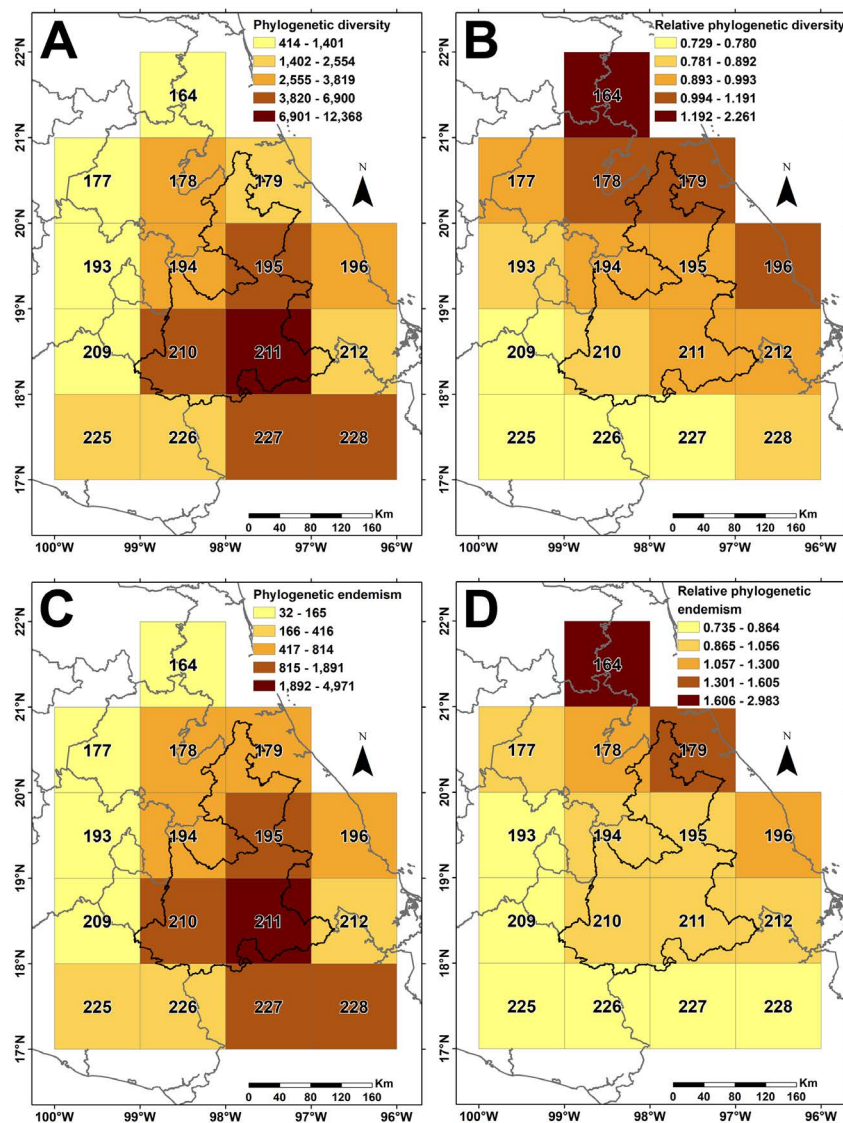 A
Phylogenetic diversity
414 - 1,401
1,402 - 2,554
2,555 - 3,819
3,820 - 6,900
6,901 - 12,368
22°N
21°N
20°N
19°N
18°N
17°N
164
177 178 179
N
193 194 195 196
209 210 211 212
225 226 227 228
Km
0 40 80 120 160
100°W 99°W 98°W 97°W 96°W
B
Relative phylogenetic diversity
0.729 - 0.780
0.781 - 0.892
0.893 - 0.993
0.994 - 1.191
1.192 - 2.261
22°N
21°N
20°N
19°N
18°N
17°N
164
177 178 179
N
193 194 195 196
209 210 211 212
225 226 227 228
Km
0 40 80 120 160
100°W 99°W 98°W 97°W 96°W
C
Phylogenetic endemism
32 - 165
166 - 416
417 - 814
815 - 1,891
1,892 - 4,971
22°N
21°N
20°N
19°N
18°N
17°N
164
177 178 179
N
193 194 195 196
209 210 211 212
225 226 227 228
Km
0 40 80 120 160
100°W 99°W 98°W 97°W 96°W
D
Relative phylogenetic
endemism
0.735 - 0.864
0.865 - 1.056
1.057 - 1.300
1.301 - 1.605
1.606 - 2.983
22°N
21°N
20°N
19°N
18°N
17°N
164
177 178 179
N
193 194 195 196
209 210 211 212
225 226 227 228
Km
0 40 80 120 160
100°W 99°W 98°W 97°W 96°W